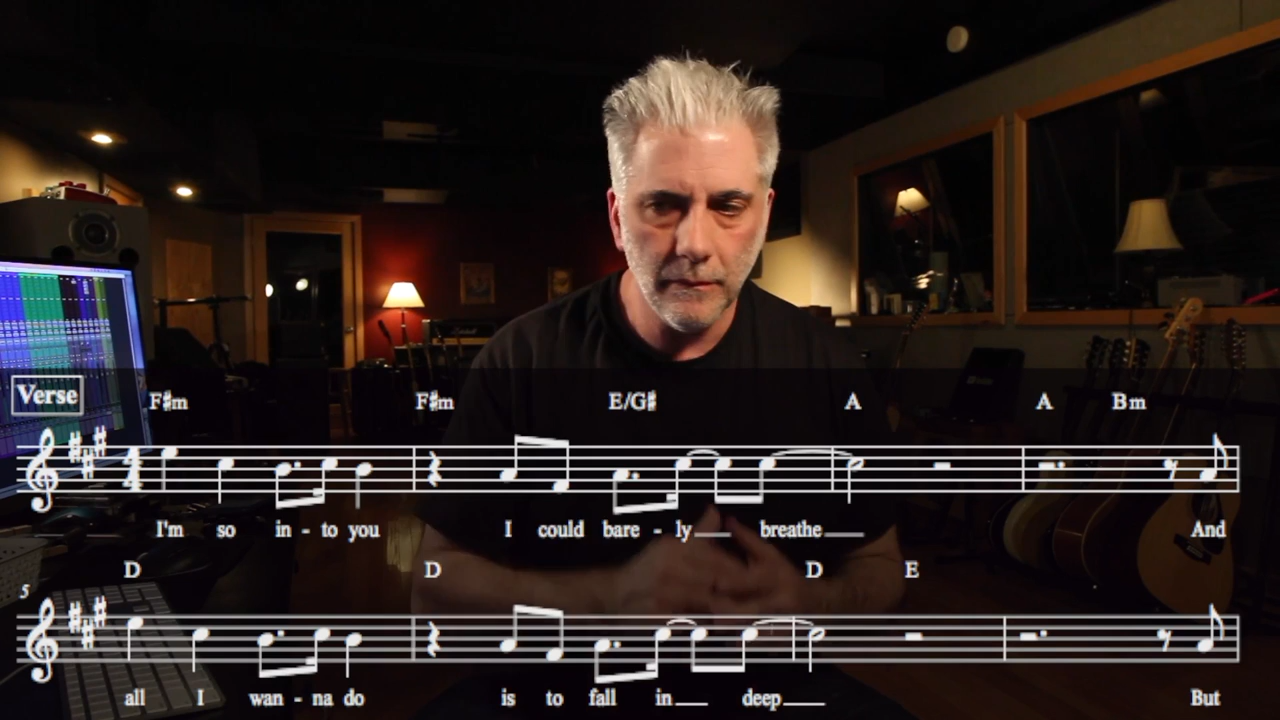 Verse F♯m F♯m E/G♯ A A Bm
I'm so in - to you I could bare - ly breathe And
D D D E
5
all I wan - na do is to fall in deep But